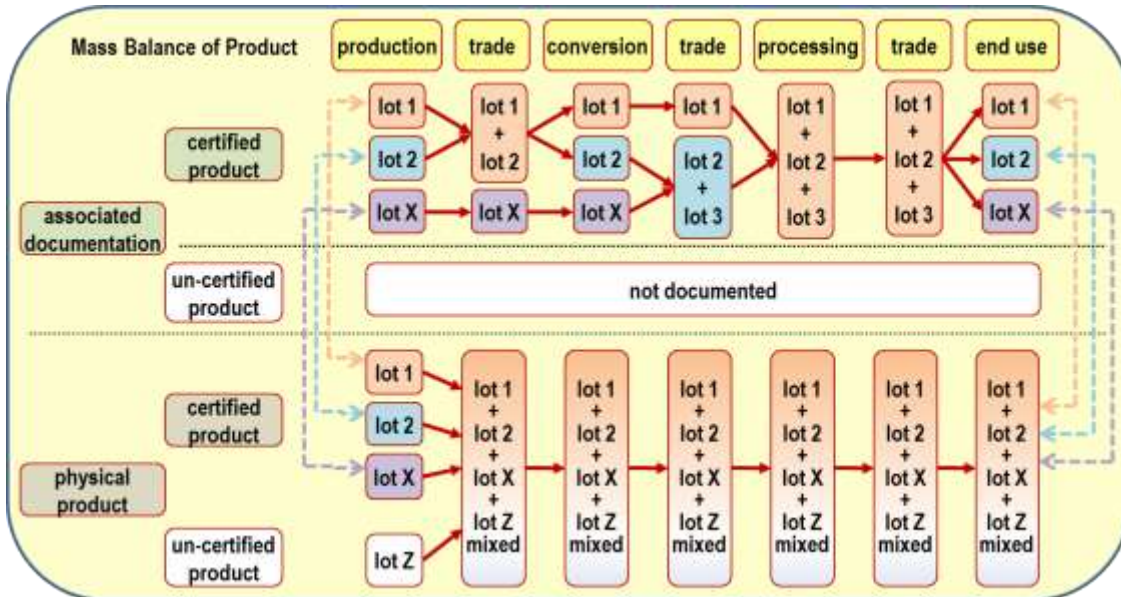 Mass Balance of Product
production
trade
conversion
trade
processing
trade
end use
associated
documentation
certified
product
lot 1
lot 2
lot X
lot 1
+
lot 2
lot X
lot 1
lot 2
lot X
lot 1
lot 2
+
lot 3
lot 1
+
lot 2
+
lot 3
lot 1
+
lot 2
+
lot 3
lot 1
lot 2
lot X
un-certified
product
not documented
physical
product
certified
product
lot 1
lot 2
lot X
un-certified
product
lot Z
lot 1
+
lot 2
+
lot X
+
lot Z
mixed
lot 1
+
lot 2
+
lot X
+
lot Z
mixed
lot 1
+
lot 2
+
lot X
+
lot Z
mixed
lot 1
+
lot 2
+
lot X
+
lot Z
mixed
lot 1
+
lot 2
+
lot X
+
lot Z
mixed
lot 1
+
lot 2
+
lot X
+
lot Z
mixed